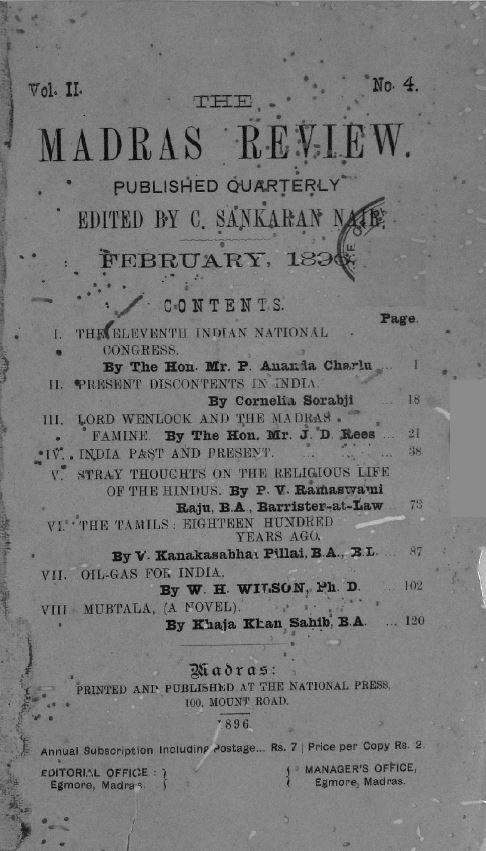 Vol. II.
No. 4.
THE
MADRAS REVIEW.
PUBLISHED QUARTERLY
EDITED BY C. SANKARAN NAIR.
FEBRUARY, 1896.
CONTENTS.
Page.
I. THE ELEVENTH INDIAN NATIONAL
CONGRESS.
By The Hon. Mr. P. Ananda Charlu ... 1
II. PRESENT DISCONTENTS IN INDIA.
By Cornelia Sorabji ... 18
III. LORD WENLOCK AND THE MADRAS
FAMINE. By The Hon. Mr. J. D. Rees ... 21
IV. INDIA PAST AND PRESENT. ... 38
V. STRAY THOUGHTS ON THE RELIGIOUS LIFE
OF THE HINDUS. By P. V. Ramaswami
Raju, B.A., Barrister-at-Law 73
VI. THE TAMILS : EIGHTEEN HUNDRED
YEARS AGO.
By V. Kanakasabhai Pillai, B.A., B.L. ... 87
VII. OIL-GAS FOR INDIA.
By W. H. WILSON, Ph. D. ... 102
VIII MUBTALA, (A NOVEL).
By Khaja Khan Sahib, B.A. ... 120
Madras:
PRINTED AND PUBLISHED AT THE NATIONAL PRESS,
100, MOUNT ROAD.
1896
Annual Subscription Including Postage... Rs. 7 | Price per Copy Rs. 2.
EDITORIAL OFFICE :
Egmore, Madras.
MANAGER'S OFFICE,
Egmore, Madras.